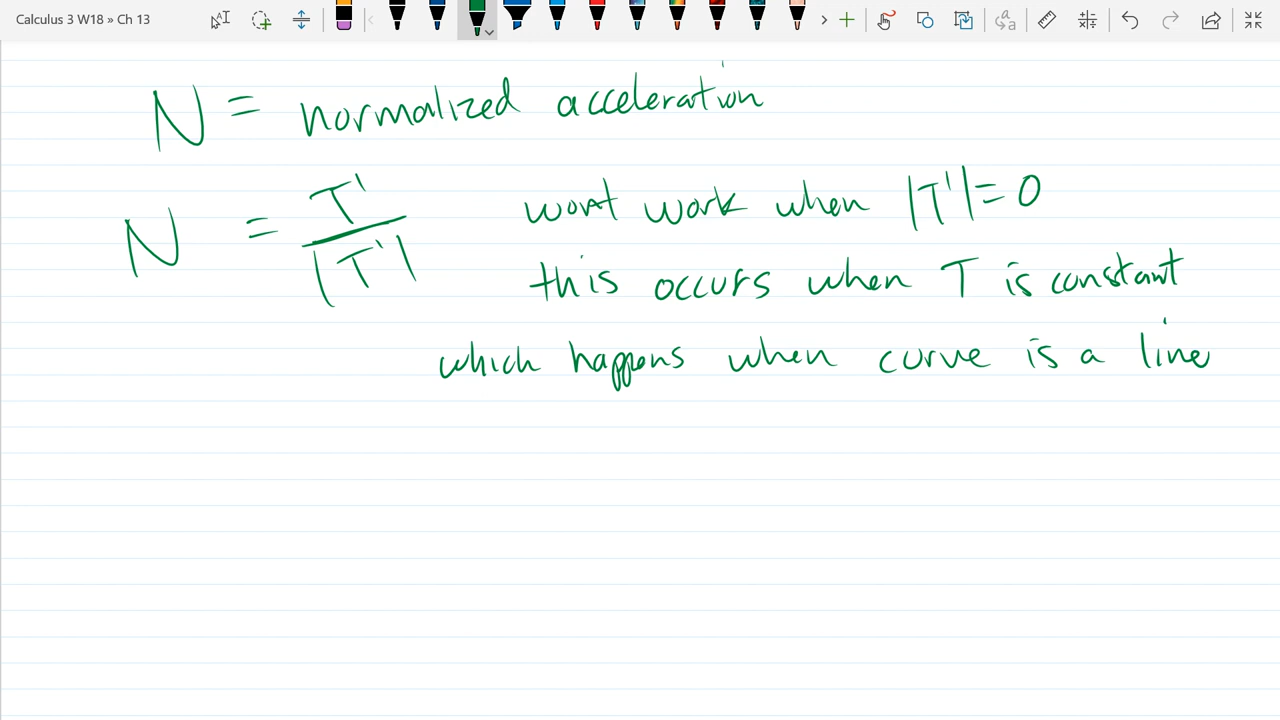 Calculus 3 W18 » Ch 13
N = normalized acceleration
N = T' / |T'| wont work when |T'| = 0
this occurs when T is constant
which happens when curve is a line